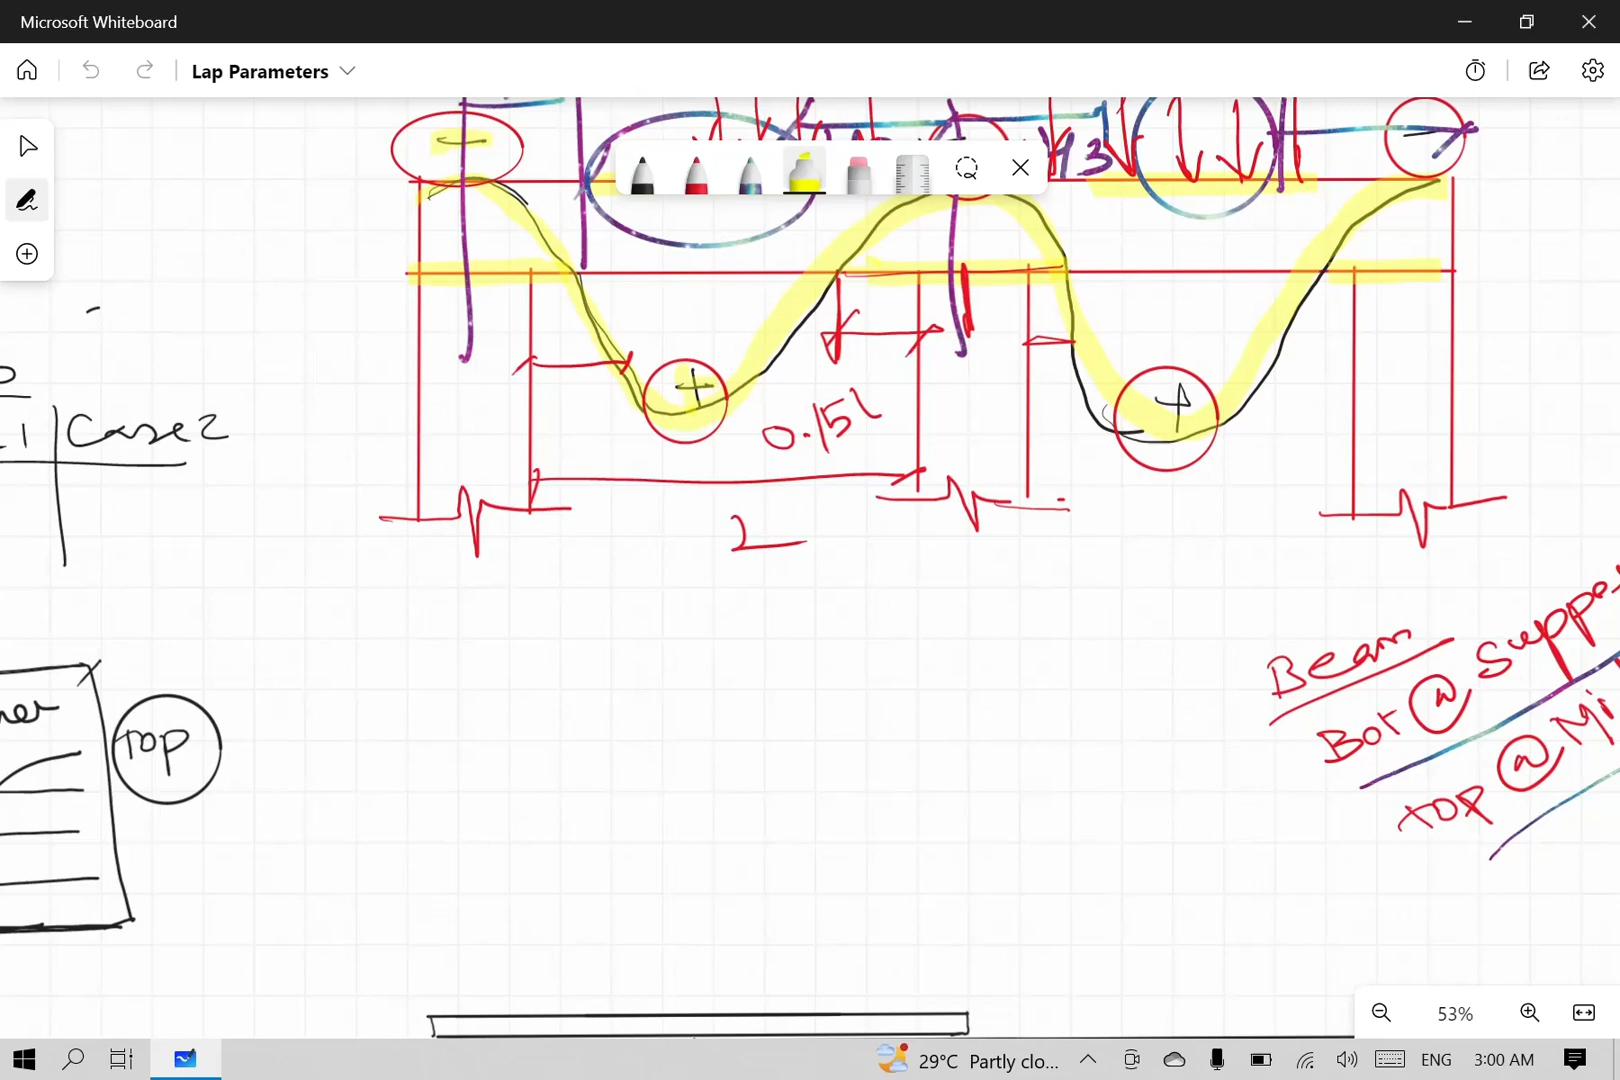 Microsoft Whiteboard
Lap Parameters
Case 2
0.15L
L
Beam
Bot @ Suppo
Top @ Mi
Top
53%
29°C Partly clo...
ENG
3:00 AM